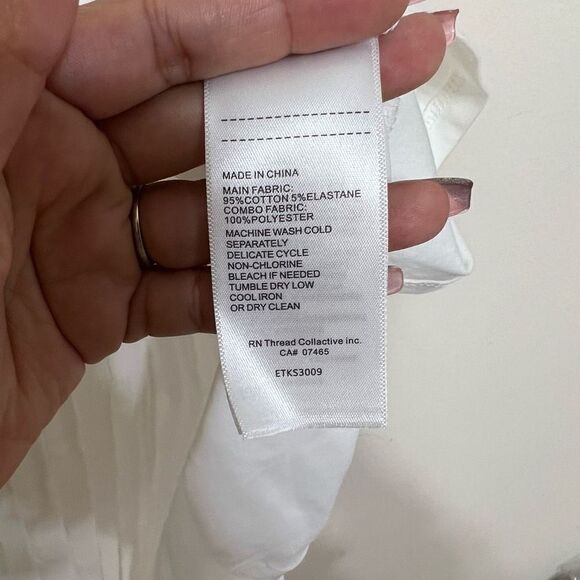 MADE IN CHINA
MAIN FABRIC:
95%COTTON 5%ELASTANE
COMBO FABRIC:
100%POLYESTER
MACHINE WASH COLD
SEPARATELY
DELICATE CYCLE
NON-CHLORINE
BLEACH IF NEEDED
TUMBLE DRY LOW
COOL IRON
OR DRY CLEAN
RN Thread Collactive inc.
CA# 07465
ETKS3009